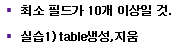 ▪ 최소 필드가 10개 이상일 것.
▪ 실습1) table생성,지움